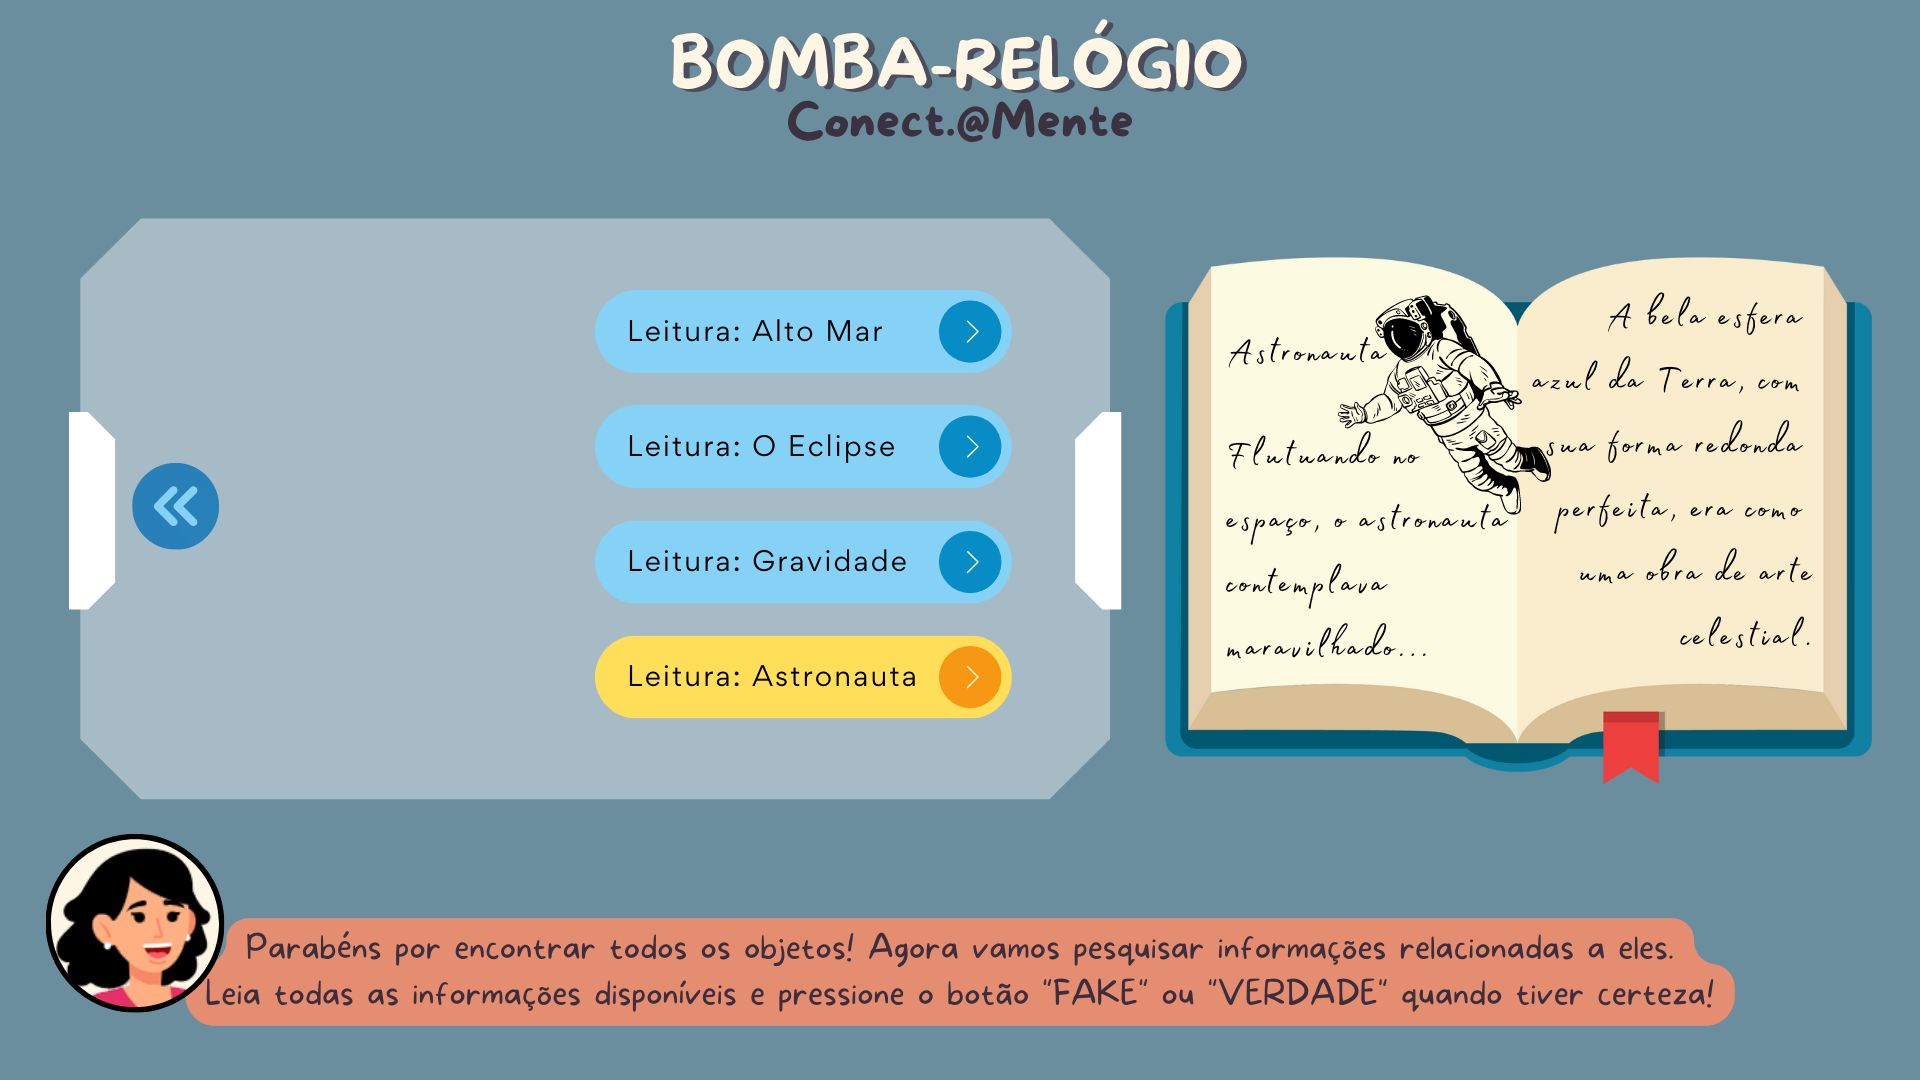 BOMBA-RELÓGIO
Conect.@Mente
Leitura: Alto Mar
Leitura: O Eclipse
Leitura: Gravidade
Leitura: Astronauta
Astronauta
Flutuando no
espaço, o astronauta
contemplava
maravilhado...
A bela esfera
azul da Terra, com
sua forma redonda
perfeita, era como
uma obra de arte
celestial.
Parabéns por encontrar todos os objetos! Agora vamos pesquisar informações relacionadas a eles.
Leia todas as informações disponíveis e pressione o botão "FAKE" ou "VERDADE" quando tiver certeza!